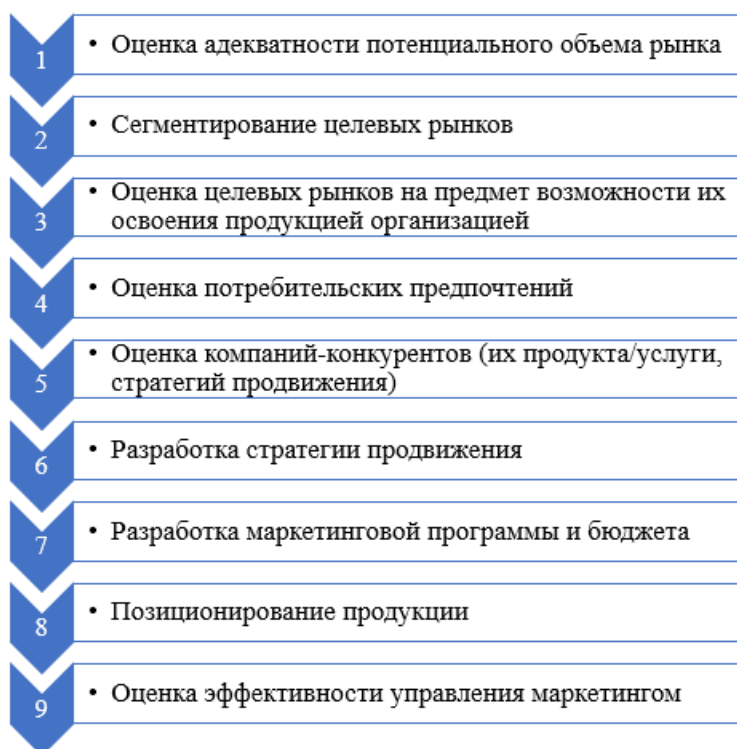 1
• Оценка адекватности потенциального объема рынка
2
• Сегментирование целевых рынков
3
• Оценка целевых рынков на предмет возможности их
освоения продукцией организацией
4
• Оценка потребительских предпочтений
5
• Оценка компаний-конкурентов (их продукта/услуги,
стратегий продвижения)
6
• Разработка стратегии продвижения
7
• Разработка маркетинговой программы и бюджета
8
• Позиционирование продукции
9
• Оценка эффективности управления маркетингом